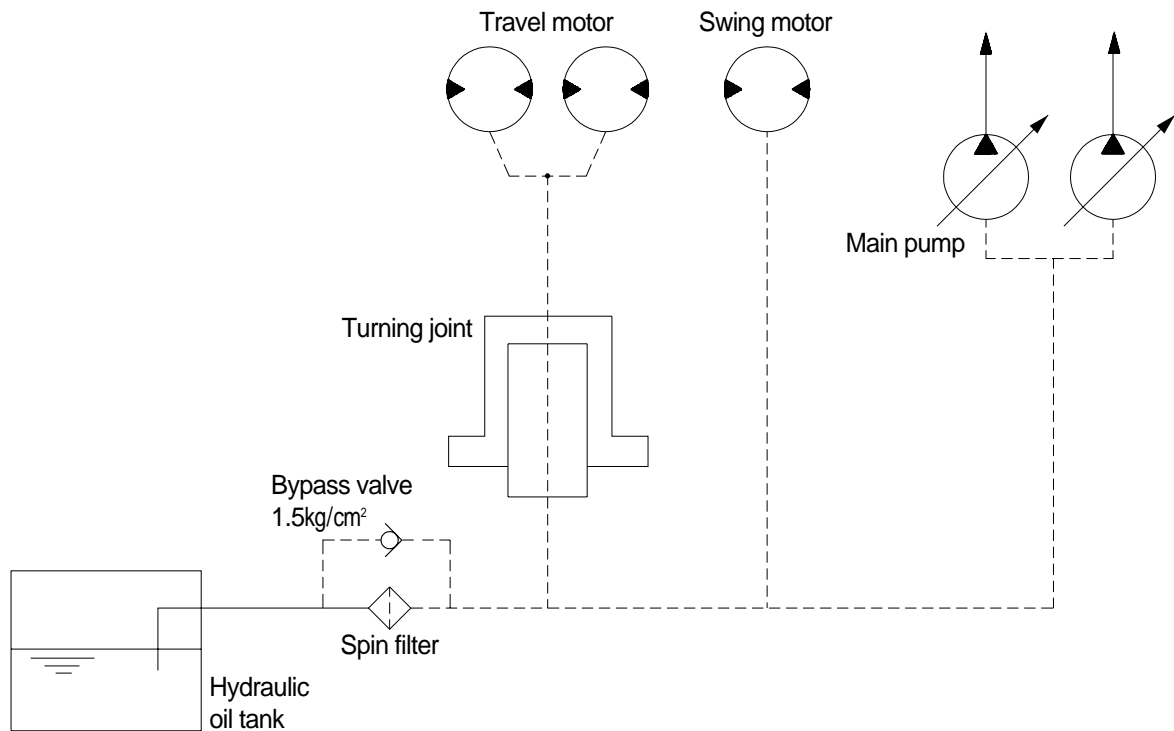 Travel motor
Swing motor
Main pump
Turning joint
Bypass valve
1.5kg/cm²
Spin filter
Hydraulic
oil tank